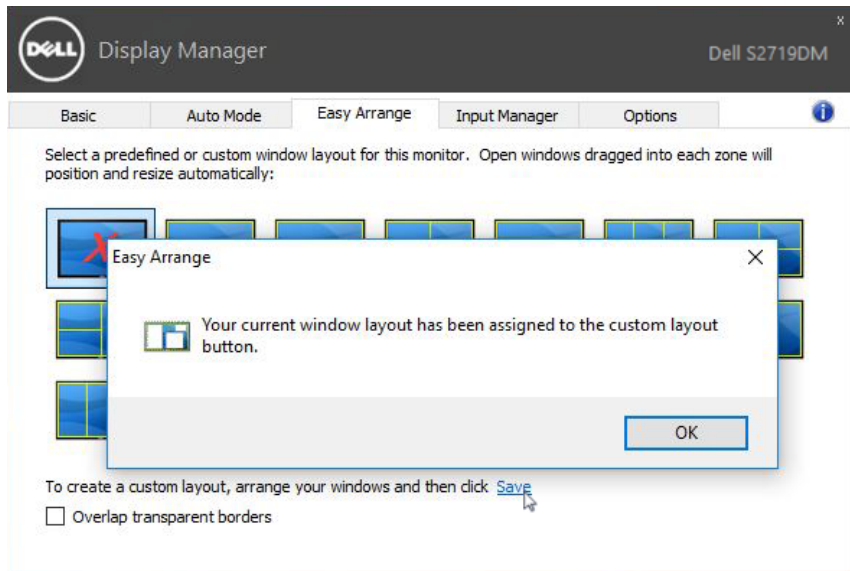 x
DELL Display Manager
Dell S2719DM
Basic Auto Mode Easy Arrange Input Manager Options i
Select a predefined or custom window layout for this monitor. Open windows dragged into each zone will
position and resize automatically:
X
Easy Arrange
Your current window layout has been assigned to the custom layout
button.
OK
To create a custom layout, arrange your windows and then click Save
Overlap transparent borders